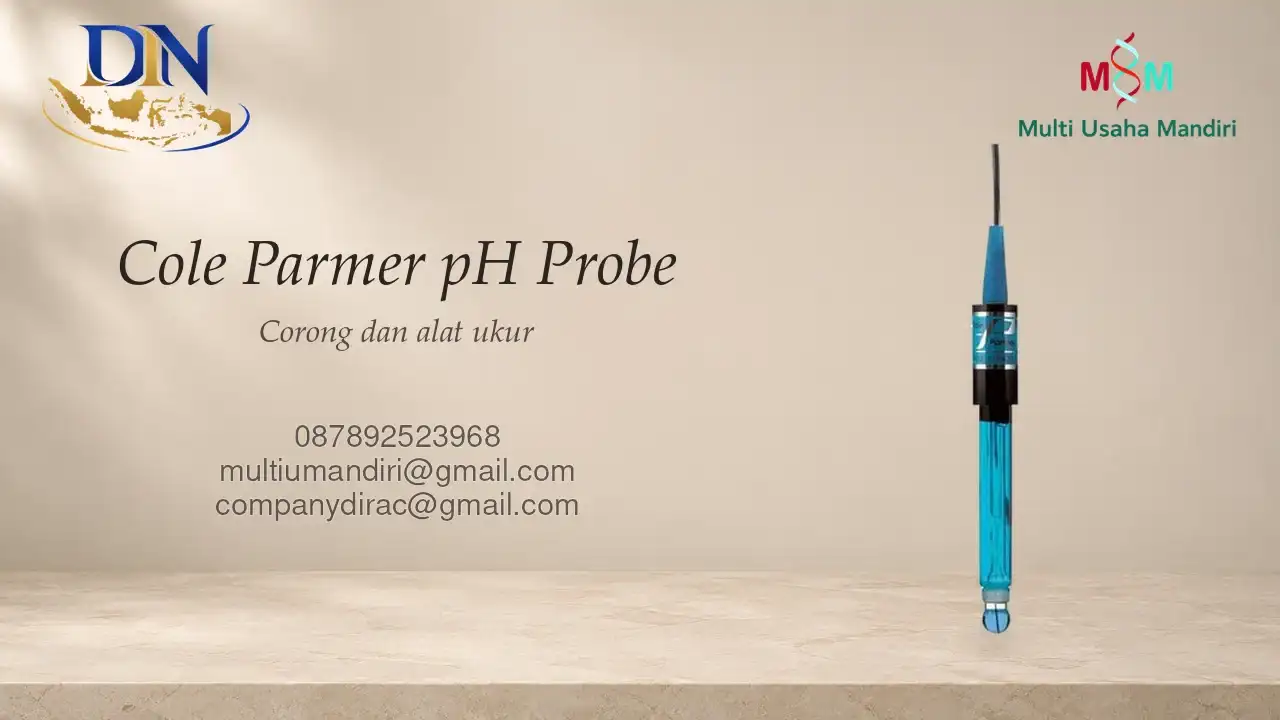 DIN
MSM
Multi Usaha Mandiri
Cole Parmer pH Probe
Corong dan alat ukur
087892523968
multiumandiri@gmail.com
companydirac@gmail.com